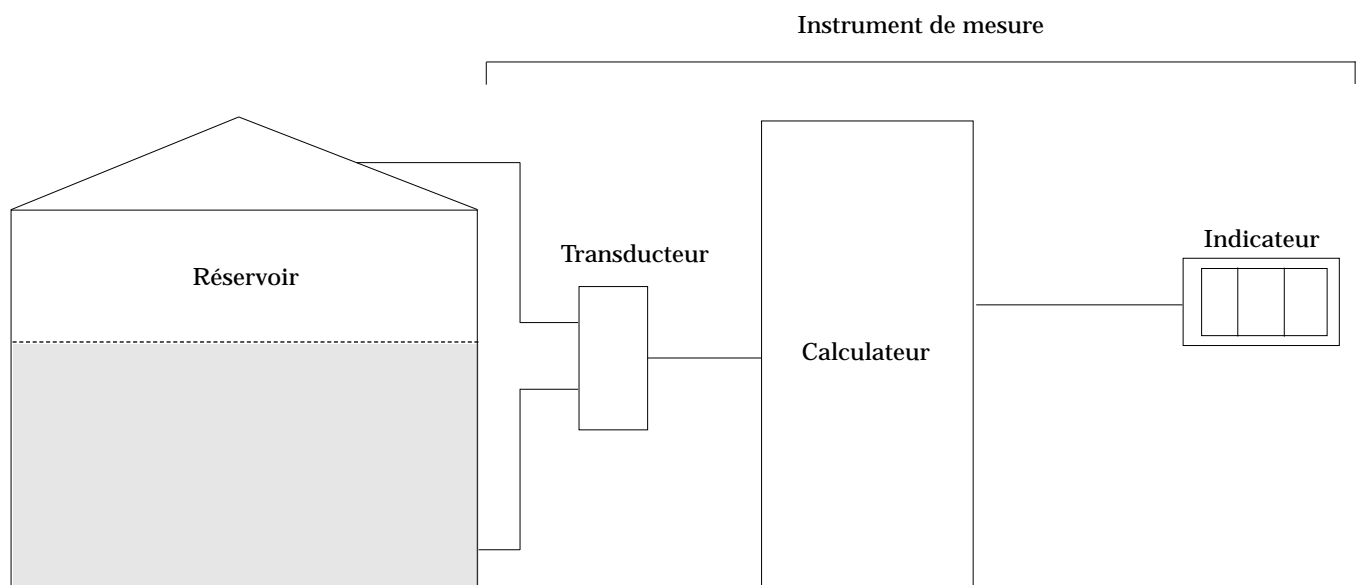 Instrument de mesure
Indicateur
Transducteur
Réservoir
Calculateur